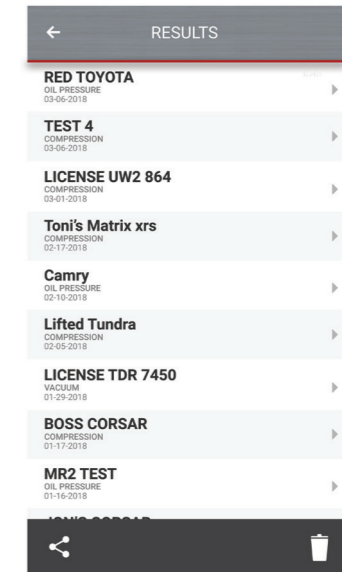 RESULTS
RED TOYOTA
OIL PRESSURE
03-06-2018
TEST 4
COMPRESSION
03-06-2018
LICENSE UW2 864
COMPRESSION
03-01-2018
Toni's Matrix xrs
COMPRESSION
02-17-2018
Camry
OIL PRESSURE
02-10-2018
Lifted Tundra
COMPRESSION
02-05-2018
LICENSE TDR 7450
VACUUM
01-29-2018
BOSS CORSAR
COMPRESSION
01-17-2018
MR2 TEST
OIL PRESSURE
01-16-2018